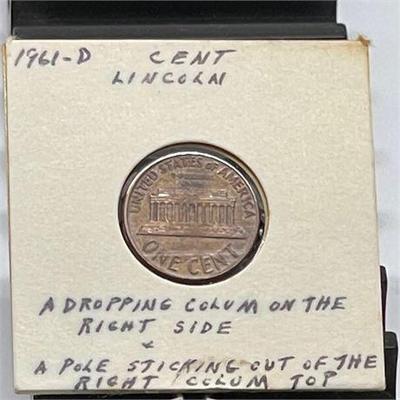 1961-D CENT
LINCOLN
UNITED STATES OF AMERICA
ONE CENT
A DROPPING COLUM ON THE
RIGHT SIDE
+
A POLE STICKING OUT OF THE
RIGHT COLUM TOP